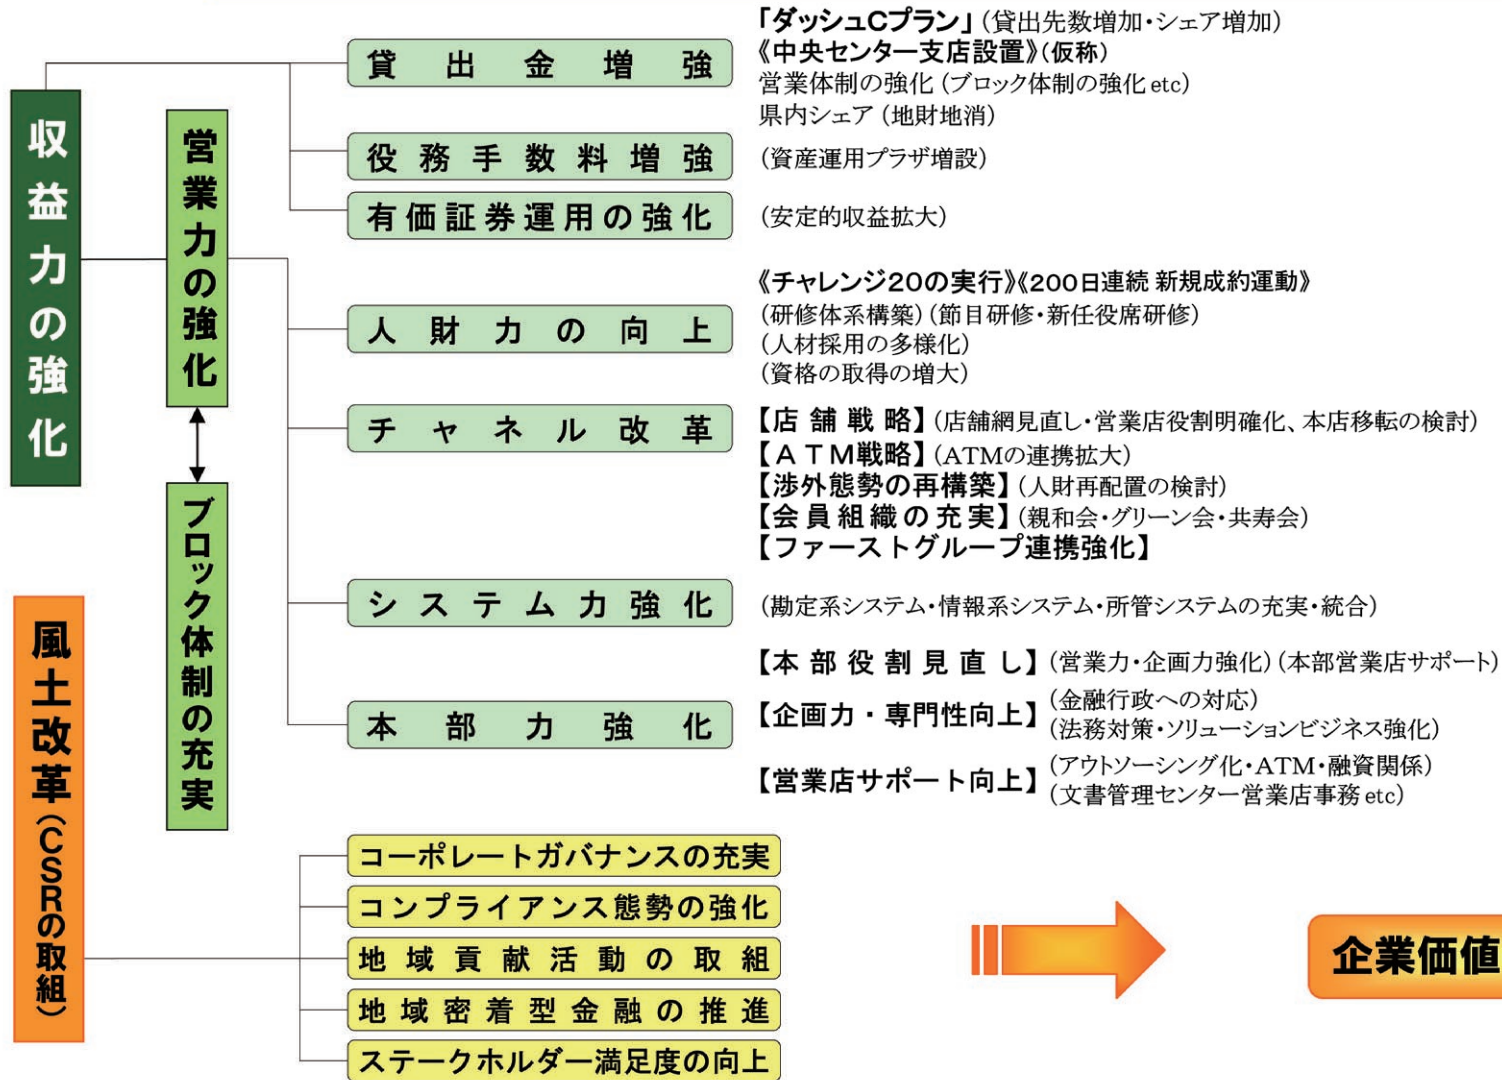 収益力の強化
営業力の強化
ブロック体制の充実
貸出金増強
「ダッシュCプラン」(貸出先数増加・シェア増加)
《中央センター支店設置》(仮称)
営業体制の強化(ブロック体制の強化etc)
県内シェア(地財地消)
役務手数料増強
(資産運用プラザ増設)
有価証券運用の強化
(安定的収益拡大)
人財力の向上
《チャレンジ20の実行》《200日連続 新規成約運動》
(研修体系構築)(節目研修・新任役席研修)
(人材採用の多様化)
(資格の取得の増大)
チャネル改革
【店舗戦略】(店舗網見直し・営業店役割明確化、本店移転の検討)
【ATM戦略】(ATMの連携拡大)
【渉外態勢の再構築】(人財再配置の検討)
【会員組織の充実】(親和会・グリーン会・共寿会)
【ファーストグループ連携強化】
システム力強化
(勘定系システム・情報系システム・所管システムの充実・統合)
本部力強化
【本部役割見直し】(営業力・企画力強化)(本部営業店サポート)
【企画力・専門性向上】(金融行政への対応)
(法務対策・ソリューションビジネス強化)
【営業店サポート向上】(アウトソーシング化・ATM・融資関係)
(文書管理センター営業店事務etc)
風土改革(CSRの取組)
コーポレートガバナンスの充実
コンプライアンス態勢の強化
地域貢献活動の取組
地域密着型金融の推進
ステークホルダー満足度の向上
企業価値